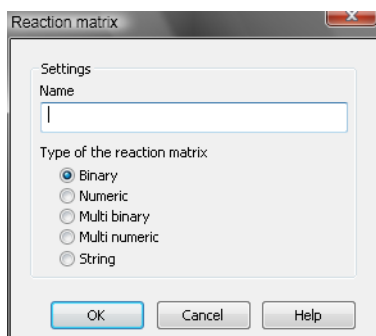 Reaction matrix
Settings
Name
Type of the reaction matrix
Binary
Numeric
Multi binary
Multi numeric
String
OK
Cancel
Help